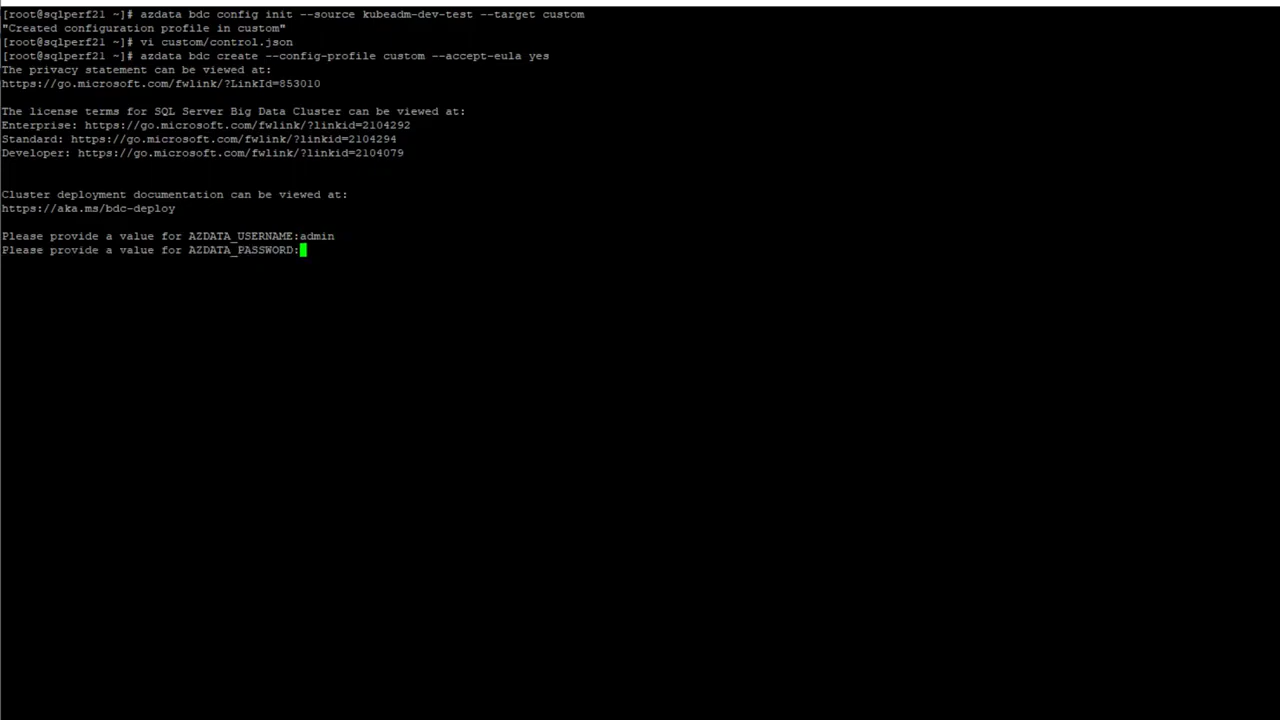 [root@sqlperf21 ~]# azdata bdc config init --source kubeadm-dev-test --target custom
"Created configuration profile in custom"
[root@sqlperf21 ~]# vi custom/control.json
[root@sqlperf21 ~]# azdata bdc create --config-profile custom --accept-eula yes
The privacy statement can be viewed at:
https://go.microsoft.com/fwlink/?LinkId=853010
The license terms for SQL Server Big Data Cluster can be viewed at:
Enterprise: https://go.microsoft.com/fwlink/?linkid=2104292
Standard: https://go.microsoft.com/fwlink/?linkid=2104294
Developer: https://go.microsoft.com/fwlink/?linkid=2104079
Cluster deployment documentation can be viewed at:
https://aka.ms/bdc-deploy
Please provide a value for AZDATA_USERNAME:admin
Please provide a value for AZDATA_PASSWORD: